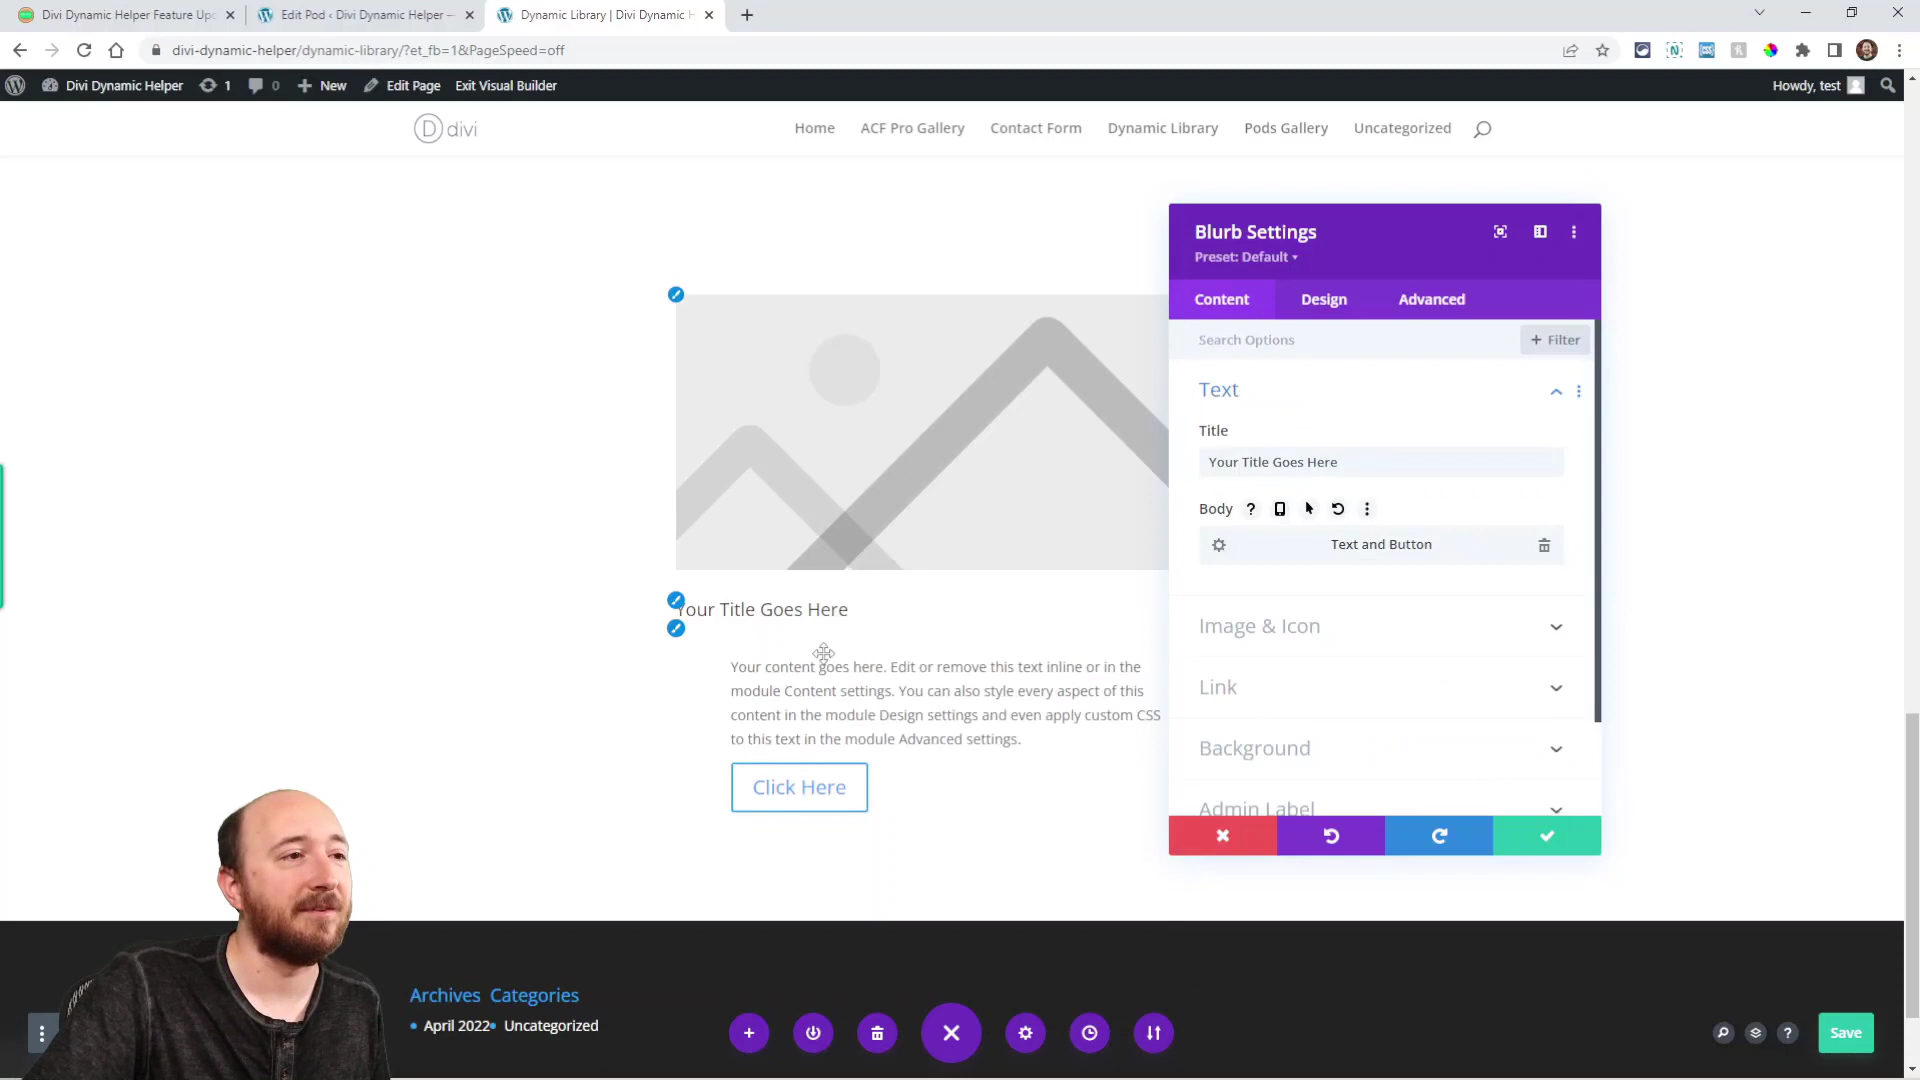 Divi Dynamic Helper Feature Upd
Edit Pod ‹ Divi Dynamic Helper —
Dynamic Library | Divi Dynamic H
divi-dynamic-helper/dynamic-library/?et_fb=1&PageSpeed=off
Divi Dynamic Helper 1 0 New Edit Page Exit Visual Builder Howdy, test
D divi Home ACF Pro Gallery Contact Form Dynamic Library Pods Gallery Uncategorized
Blurb Settings
Preset: Default
Content Design Advanced
Search Options + Filter
Text
Title
Your Title Goes Here
Body ?
Text and Button
Image & Icon
Link
Background
Admin Label
Your Title Goes Here
Your content goes here. Edit or remove this text inline or in the
module Content settings. You can also style every aspect of this
content in the module Design settings and even apply custom CSS
to this text in the module Advanced settings.
Click Here
Archives Categories
April 2022 Uncategorized
? Save